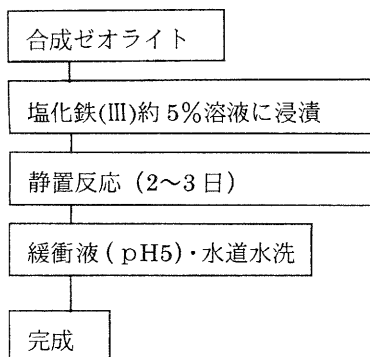 合成ゼオライト
塩化鉄(Ⅲ)約5%溶液に浸漬
静置反応（2〜3日）
緩衝液(pH5)・水道水洗
完成